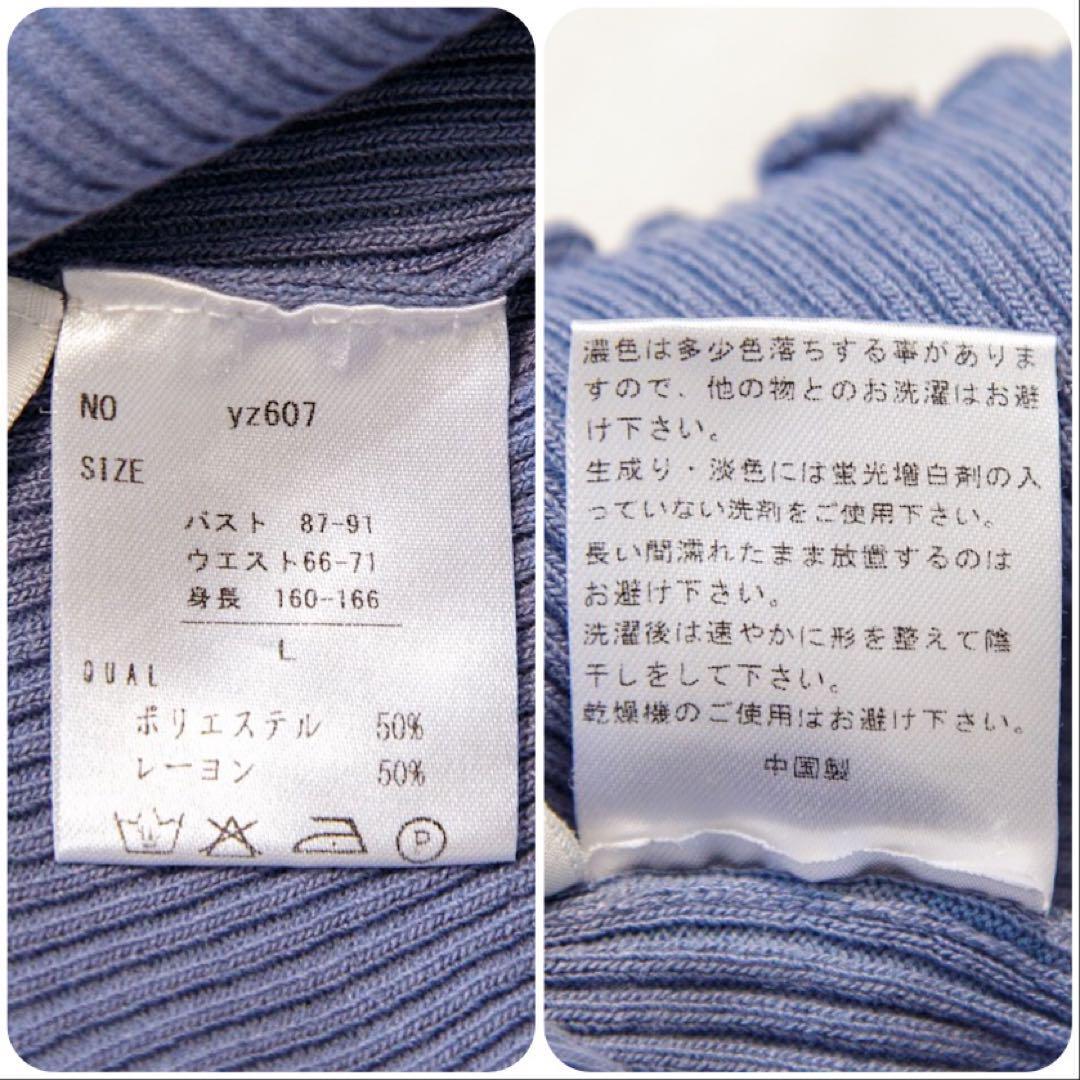 NO yz607
SIZE
バスト 87-91
ウエスト66-71
身長 160-166
L
QUAL
ポリエステル 50%
レーヨン 50%
P
濃色は多少色落ちする事がありま
すので、他の物とのお洗濯はお避
け下さい。
生成り・淡色には蛍光増白剤の入
っていない洗剤をご使用下さい。
長い間濡れたまま放置するのは
お避け下さい。
洗濯後は速やかに形を整えて陰
干しをして下さい。
乾燥機のご使用はお避け下さい。
中国製